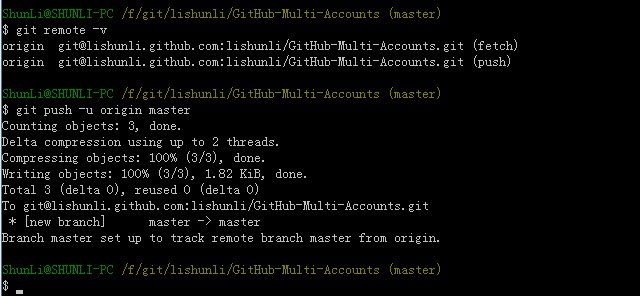 ShunLi@SHUNLI-PC /f/git/lishunli/GitHub-Multi-Accounts (master)
$ git remote -v
origin  git@lishunli.github.com:lishunli/GitHub-Multi-Accounts.git (fetch)
origin  git@lishunli.github.com:lishunli/GitHub-Multi-Accounts.git (push)
ShunLi@SHUNLI-PC /f/git/lishunli/GitHub-Multi-Accounts (master)
$ git push -u origin master
Counting objects: 3, done.
Delta compression using up to 2 threads.
Compressing objects: 100% (3/3), done.
Writing objects: 100% (3/3), 1.82 KiB, done.
Total 3 (delta 0), reused 0 (delta 0)
To git@lishunli.github.com:lishunli/GitHub-Multi-Accounts.git
 * [new branch]      master -> master
Branch master set up to track remote branch master from origin.
ShunLi@SHUNLI-PC /f/git/lishunli/GitHub-Multi-Accounts (master)
$